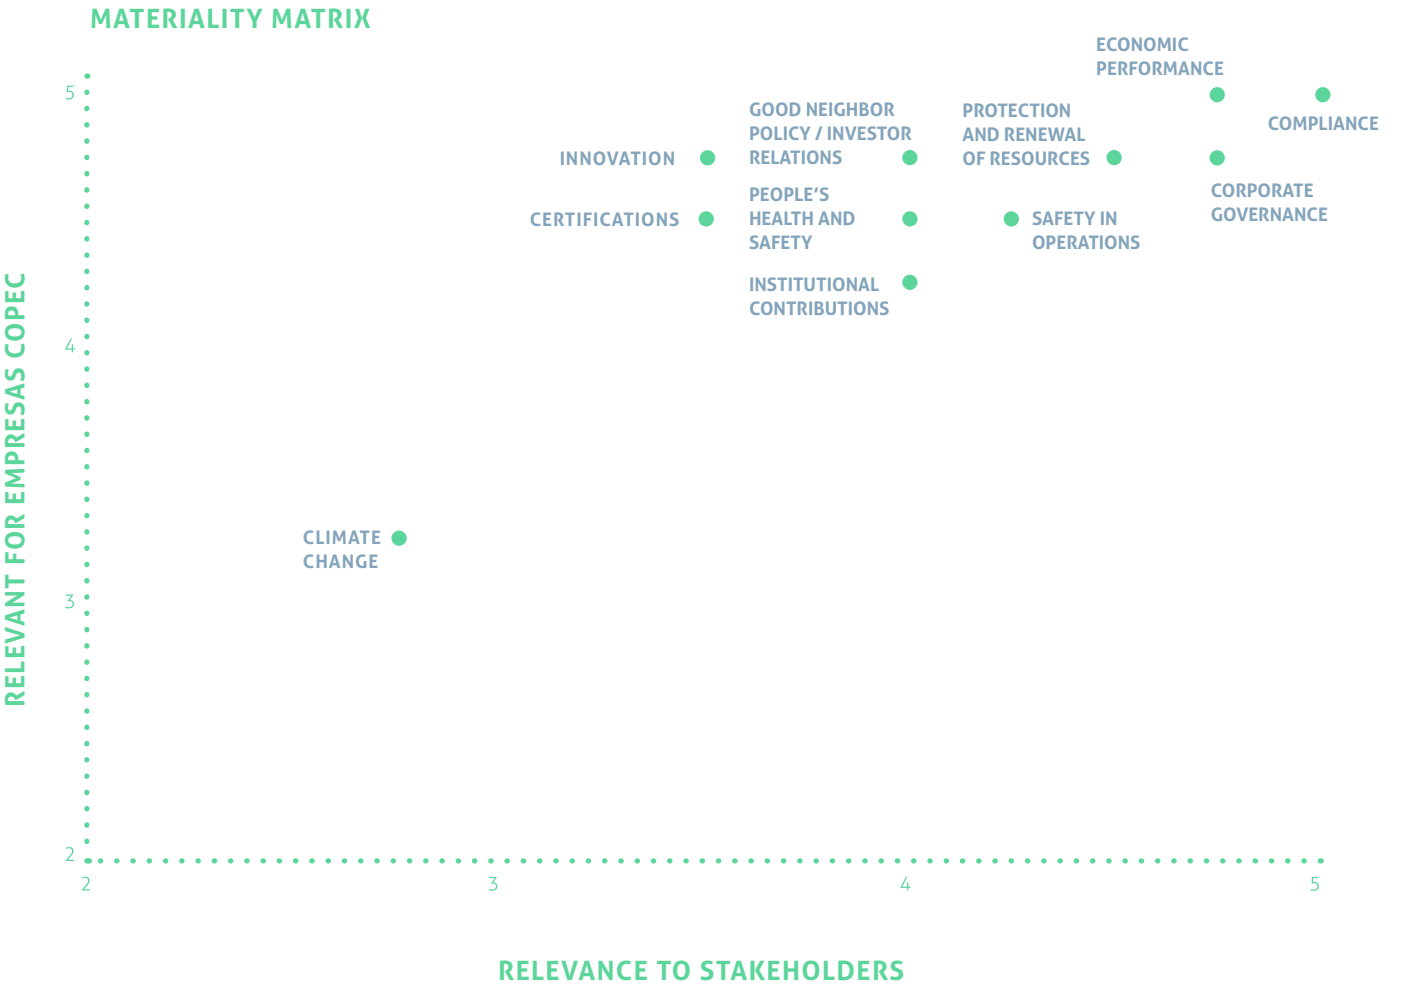 MATERIALITY MATRIX
ECONOMIC
PERFORMANCE
5
COMPLIANCE
GOOD NEIGHBOR
POLICY / INVESTOR
RELATIONS
PROTECTION
AND RENEWAL
OF RESOURCES
INNOVATION
CORPORATE
GOVERNANCE
CERTIFICATIONS
PEOPLE'S
HEALTH AND
SAFETY
SAFETY IN
OPERATIONS
INSTITUTIONAL
CONTRIBUTIONS
4
RELEVANT FOR EMPRESAS COPEC
CLIMATE
CHANGE
3
2
2 3 4 5
RELEVANCE TO STAKEHOLDERS